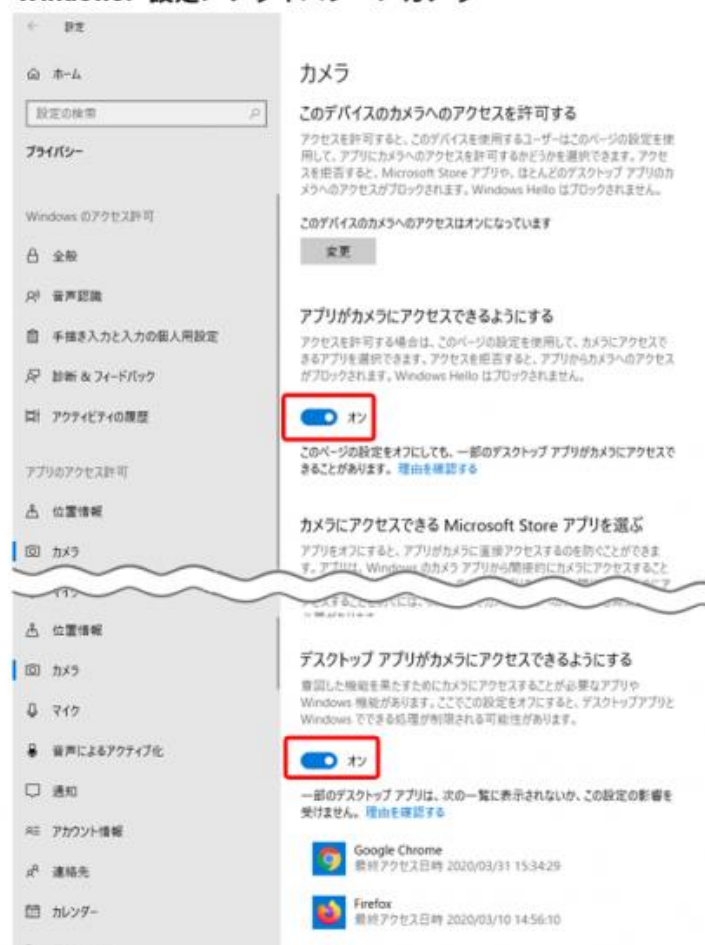 設定
ホーム
設定の検索
プライバシー
Windows のアクセス許可
全般
音声認識
手描き入力と入力の個人用設定
診断 & フィードバック
アクティビティの履歴
アプリのアクセス許可
位置情報
カメラ
カメラ
このデバイスのカメラへのアクセスを許可する
アクセスを許可すると、このデバイスを使用するユーザーはこのページの設定を使
用して、アプリにカメラへのアクセスを許可するかどうかを選択できます。アクセ
スを拒否すると、Microsoft Store アプリや、ほとんどのデスクトップ アプリのカ
メラへのアクセスがブロックされます。Windows Hello はブロックされません。
このデバイスのカメラへのアクセスはオンになっています
変更
アプリがカメラにアクセスできるようにする
アクセスを許可する場合は、このページの設定を使用して、カメラにアクセスで
きるアプリを選択できます。アクセスを拒否すると、アプリからカメラへのアクセス
がブロックされます。Windows Hello はブロックされません。
オン
このページの設定をオフにしても、一部のデスクトップ アプリがカメラにアクセスで
きることがあります。理由を確認する
カメラにアクセスできる Microsoft Store アプリを選ぶ
アプリをオフにすると、アプリがカメラに直接アクセスするのを防ぐことができま
す。アプリは、Windows のカメラ アプリから間接的にカメラにアクセスすること
位置情報
カメラ
マイク
音声によるアクティブ化
通知
アカウント情報
連絡先
カレンダー
デスクトップ アプリがカメラにアクセスできるようにする
意図した機能を果たすためにカメラにアクセスすることが必要なアプリや
Windows 機能があります。ここでこの設定をオフにすると、デスクトップアプリと
Windows でできる処理が制限される可能性があります。
オン
一部のデスクトップ アプリは、次の一覧に表示されないか、この設定の影響を
受けません。理由を確認する
Google Chrome
最終アクセス日時 2020/03/31 15:34:29
Firefox
最終アクセス日時 2020/03/10 14:56:10